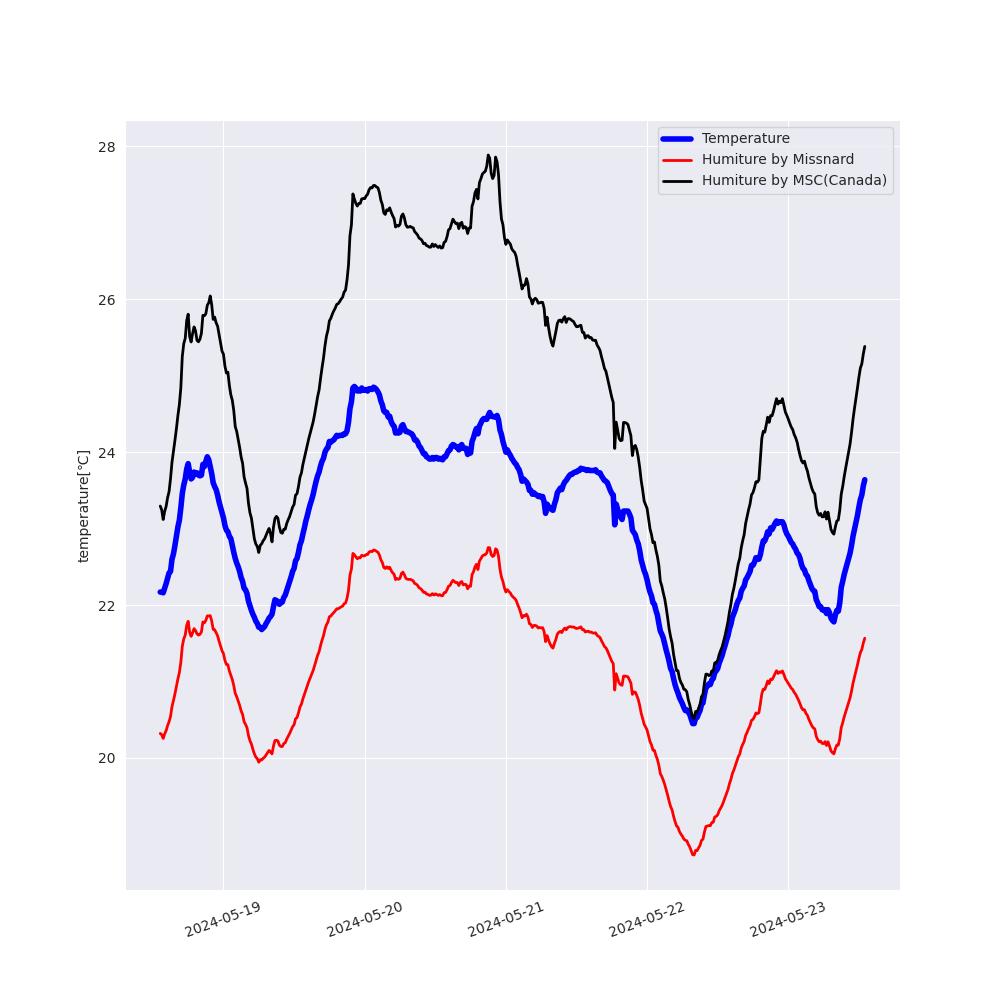 28
26
24
22
20
temperature[℃]
Temperature
Humiture by Missnard
Humiture by MSC(Canada)
2024-05-19
2024-05-20
2024-05-21
2024-05-22
2024-05-23